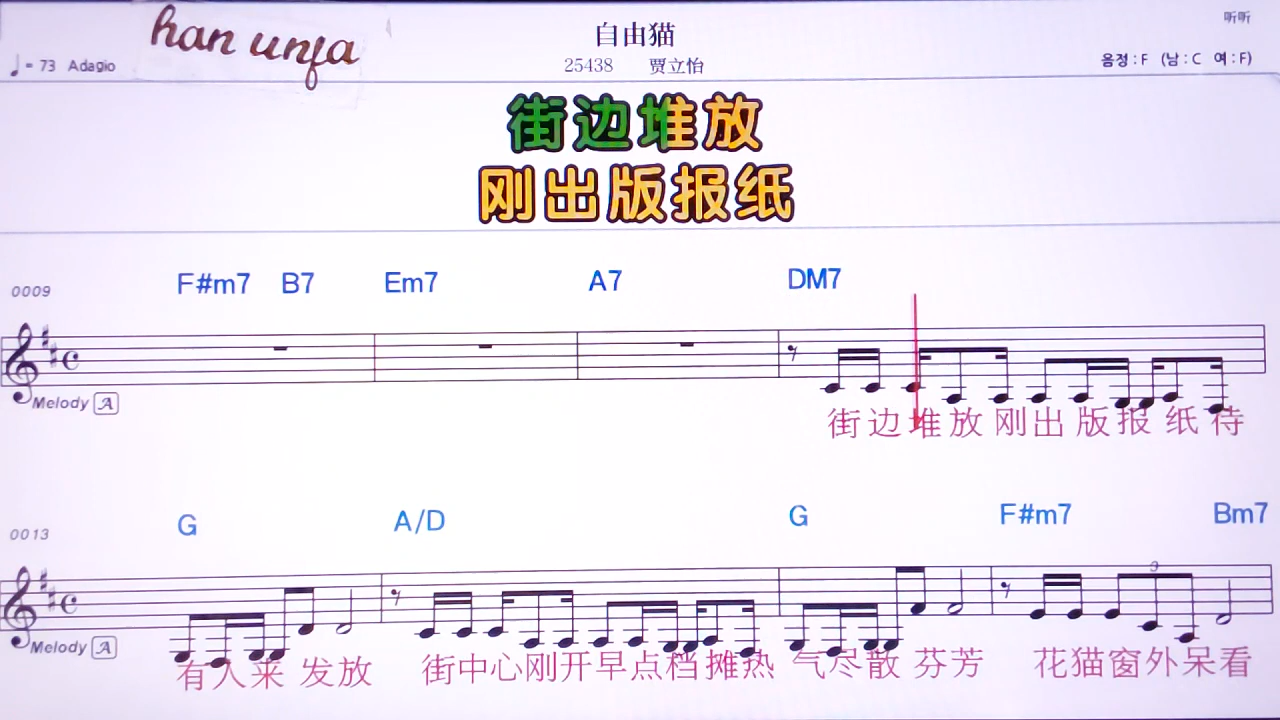 han unfa
自由猫
听听
♩= 73 Adagio
25438 贾立怡
음정 : F (남 : C 여 : F)
街边堆放
刚出版报纸
F#m7 B7 Em7 A7 DM7
0009
Melody A
街边堆放刚出版报纸待
G A/D G F#m7 Bm7
0013
3
Melody A
有人来发放 街中心刚开早点档摊热气尽散芬芳 花猫窗外呆看